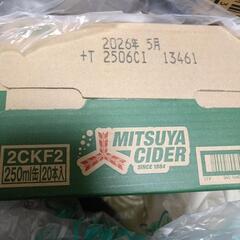 2026年 5月
+T 2506C1 13461
MITSUYA
CIDER
SINCE 1884
2CKF2
250ml缶 20本入